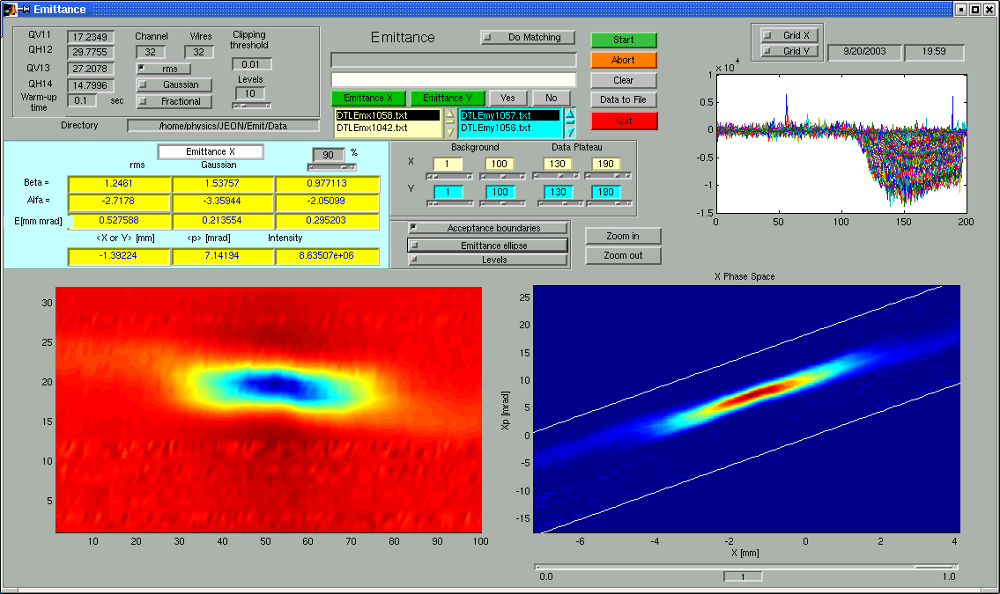 Emittance
QV11 17.2349
QH12 29.7755
QV13 27.2078
QH14 14.7996
Warm-up time 0.1 sec
Channel Wires
32 32
rms
Gaussian
Fractional
Clipping threshold
0.01
Levels
10
Directory /home/physics/JEON/Emit/Data
Emittance Do Matching
Emittance X Emittance Y Yes No
DTLEmx1058.txt DTLEmy1057.txt
DTLEmx1042.txt DTLEmy1056.txt
Start
Abort
Clear
Data to File
Quit
Grid X
Grid Y
9/20/2003 19:59
x 10^4
1
0.5
0
-0.5
-1
-1.5
0 50 100 150 200
Emittance X 90 %
rms Gaussian
Beta = 1.2461 1.53757 0.977113
Alfa = -2.7178 -3.35944 -2.05099
E[mm mrad] 0.527588 0.213554 0.295203
<X or Y> [mm] <p> [mrad] Intensity
-1.39224 7.14194 8.63507e+06
Background Data Plateau
X 1 100 130 190
Y 1 100 130 190
Acceptance boundaries
Emittance ellipse
Levels
Zoom in
Zoom out
30
25
20
15
10
5
10 20 30 40 50 60 70 80 90 100
X Phase Space
Xp [mrad]
25
20
15
10
5
0
-5
-10
-15
-6 -4 -2 0 2 4
X [mm]
0.0 1 1.0